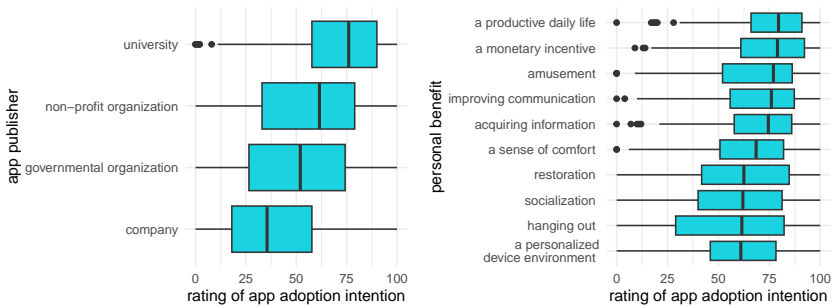 app publisher
university
non−profit organization
governmental organization
company
0 25 50 75 100
rating of app adoption intention
personal benefit
a productive daily life
a monetary incentive
amusement
improving communication
acquiring information
a sense of comfort
restoration
socialization
hanging out
a personalized
device environment
0 25 50 75 100
rating of app adoption intention